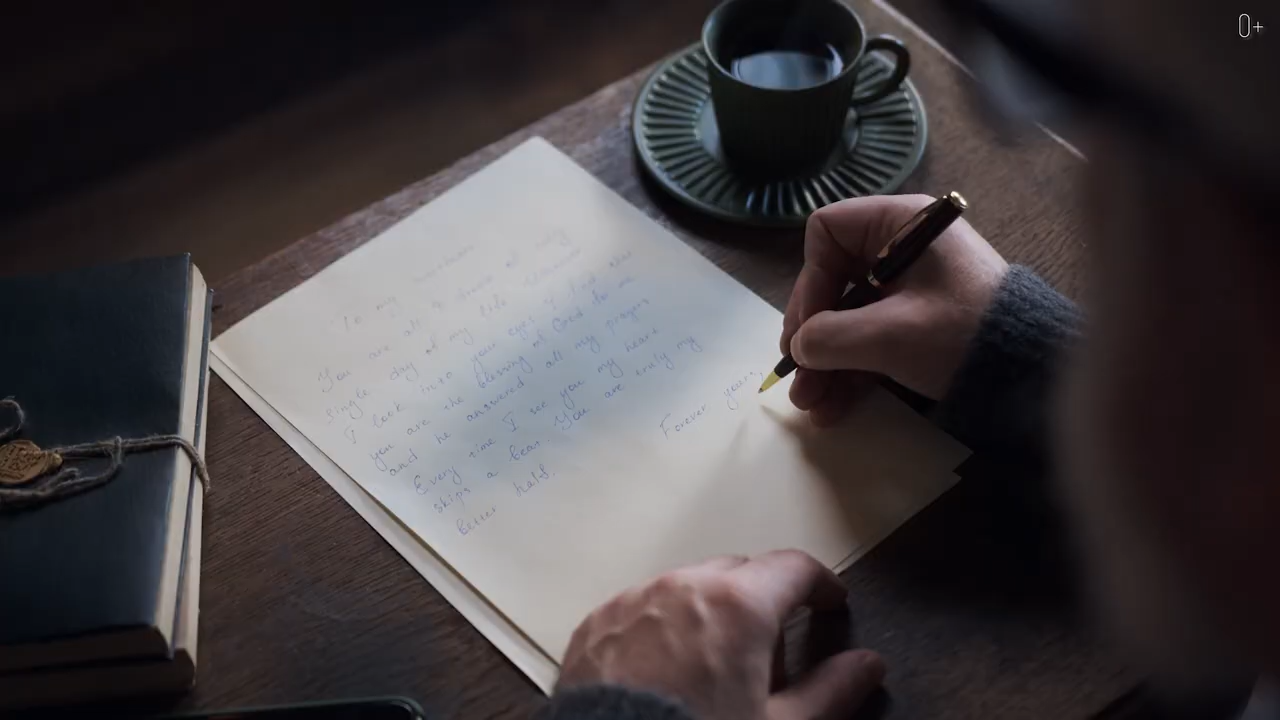 To my
You are all I dream of every
single day of my life. Whenever
I look into your eyes I find that
you are the blessing of God to me
and he answered all my prayers
Every time I see you my heart
skips a beat. You are truly my
better half.
Forever yours
0+